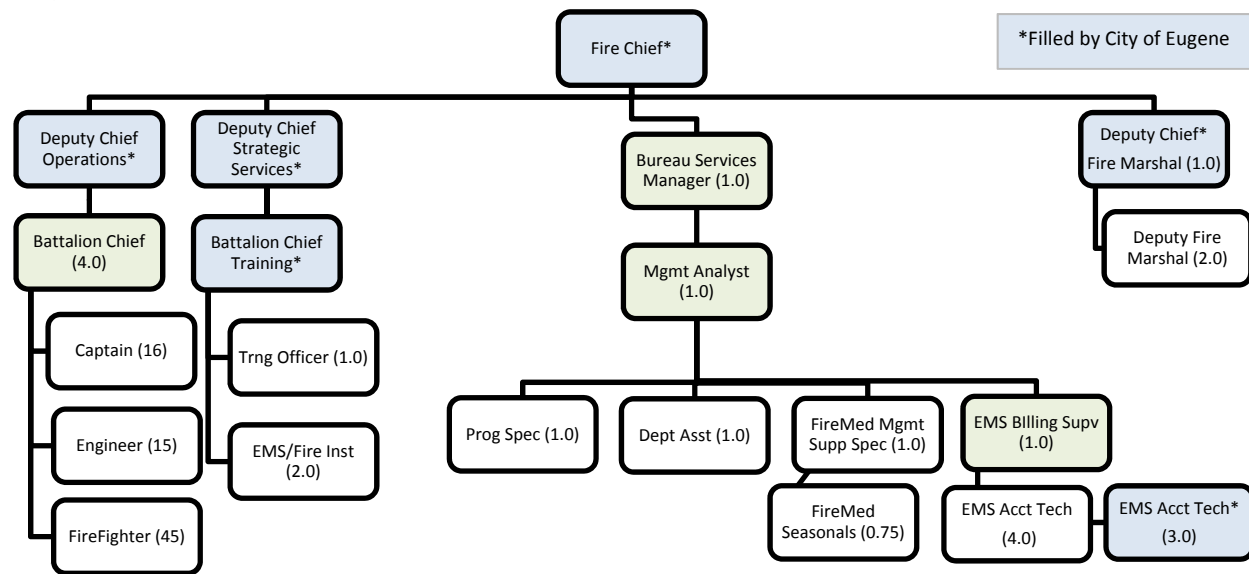 Fire Chief*
*Filled by City of Eugene
Deputy Chief
Operations*
Deputy Chief
Strategic
Services*
Bureau Services
Manager (1.0)
Deputy Chief*
Fire Marshal (1.0)
Battalion Chief
(4.0)
Battalion Chief
Training*
Mgmt Analyst
(1.0)
Deputy Fire
Marshal (2.0)
Captain (16)
Trng Officer (1.0)
Engineer (15)
EMS/Fire Inst
(2.0)
FireFighter (45)
Prog Spec (1.0)
Dept Asst (1.0)
FireMed Mgmt
Supp Spec (1.0)
EMS BIlling Supv
(1.0)
FireMed
Seasonals (0.75)
EMS Acct Tech
(4.0)
EMS Acct Tech*
(3.0)